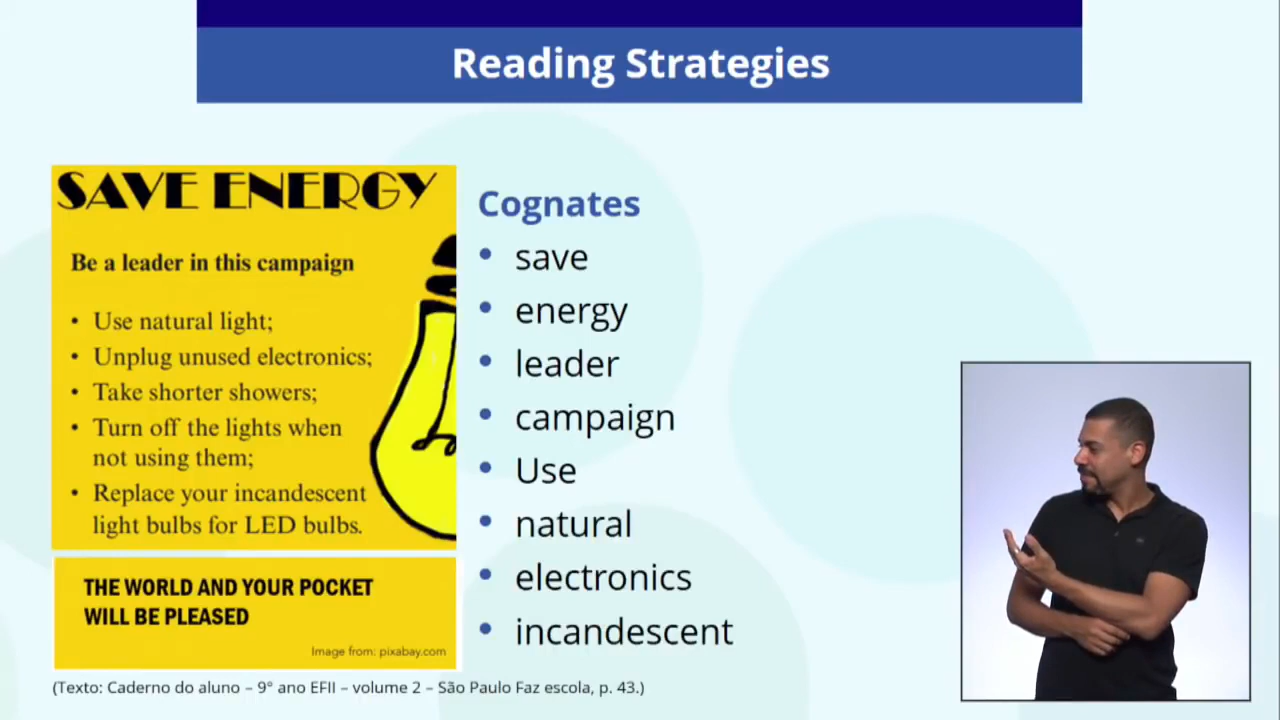 Reading Strategies
SAVE ENERGY
Be a leader in this campaign
• Use natural light;
• Unplug unused electronics;
• Take shorter showers;
• Turn off the lights when
not using them;
• Replace your incandescent
light bulbs for LED bulbs.
THE WORLD AND YOUR POCKET
WILL BE PLEASED
Image from: pixabay.com
(Texto: Caderno do aluno – 9° ano EFII – volume 2 – São Paulo Faz escola, p. 43.)
Cognates
• save
• energy
• leader
• campaign
• Use
• natural
• electronics
• incandescent